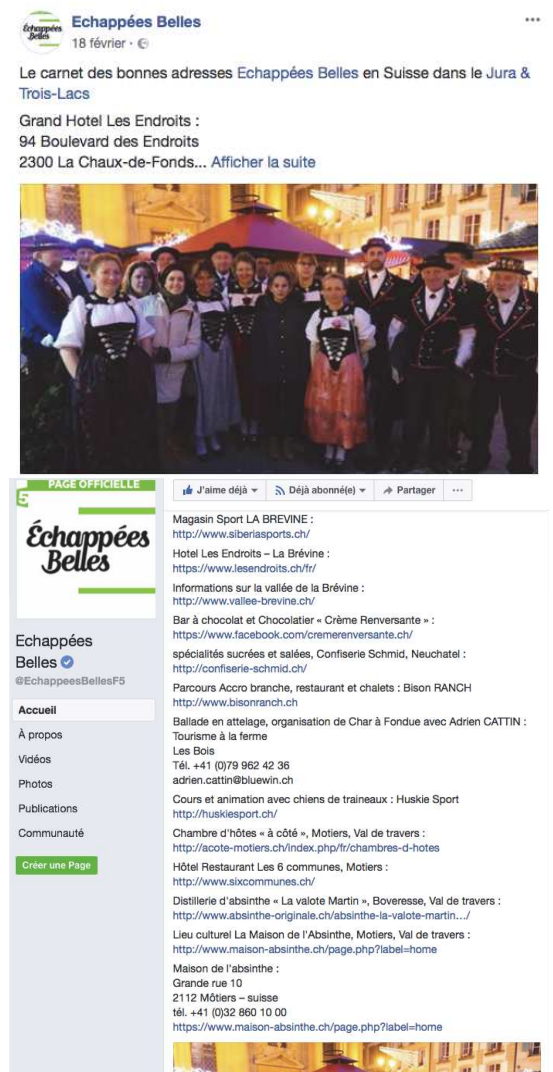 Échappées
Belles
Echappées Belles
18 février ·
Le carnet des bonnes adresses Echappées Belles en Suisse dans le Jura &
Trois-Lacs
Grand Hotel Les Endroits :
94 Boulevard des Endroits
2300 La Chaux-de-Fonds... Afficher la suite
PAGE OFFICIELLE
5
Échappées
Belles
Echappées
Belles
@EchappeesBellesF5
Accueil
À propos
Vidéos
Photos
Publications
Communauté
Créer une Page
J'aime déjà
Déjà abonné(e)
Partager
Magasin Sport LA BREVINE :
http://www.siberiasports.ch/
Hotel Les Endroits – La Brévine :
https://www.lesendroits.ch/fr/
Informations sur la vallée de la Brévine :
http://www.vallee-brevine.ch/
Bar à chocolat et Chocolatier « Crème Renversante » :
https://www.facebook.com/cremerenversante.ch/
spécialités sucrées et salées, Confiserie Schmid, Neuchatel :
http://confiserie-schmid.ch/
Parcours Accro branche, restaurant et chalets : Bison RANCH
http://www.bisonranch.ch
Ballade en attelage, organisation de Char à Fondue avec Adrien CATTIN :
Tourisme à la ferme
Les Bois
Tél. +41 (0)79 962 42 36
adrien.cattin@bluewin.ch
Cours et animation avec chiens de traineaux : Huskie Sport
http://huskiesport.ch/
Chambre d'hôtes « à côté », Motiers, Val de travers :
http://acote-motiers.ch/index.php/fr/chambres-d-hotes
Hôtel Restaurant Les 6 communes, Motiers :
http://www.sixcommunes.ch/
Distillerie d'absinthe « La valote Martin », Boveresse, Val de travers :
http://www.absinthe-originale.ch/absinthe-la-valote-martin.../
Lieu culturel La Maison de l'Absinthe, Motiers, Val de travers :
http://www.maison-absinthe.ch/page.php?label=home
Maison de l'absinthe :
Grande rue 10
2112 Môtiers – suisse
tél. +41 (0)32 860 10 00
https://www.maison-absinthe.ch/page.php?label=home